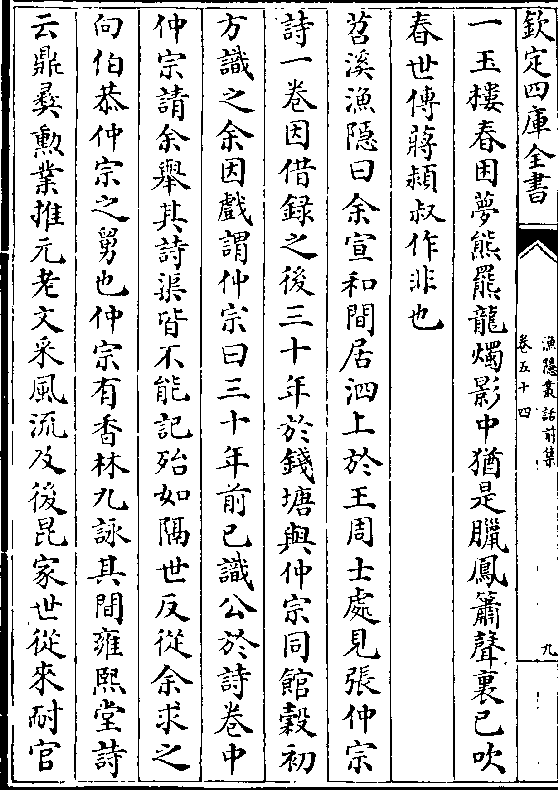 欽定四庫全書
漁隱叢話前集
卷五十四
九
一玉樓春困夢熊羆龍燭影中猶是臘鳳簫聲裏已吹
春世傳蔣穎叔作非也
苕溪漁隱曰余宣和間居泗上於王周士處見張仲宗
詩一卷因借録之後三十年於錢塘與仲宗同館穀初
方識之余因戲謂仲宗曰三十年前已識公於詩卷中
仲宗請余舉其詩渠皆不能記殆如隔世反從余求之
向伯恭仲宗之舅也仲宗有香林九詠其間雍熙堂詩
云鼎彞勲業推元老文采風流及後昆家世從來耐官